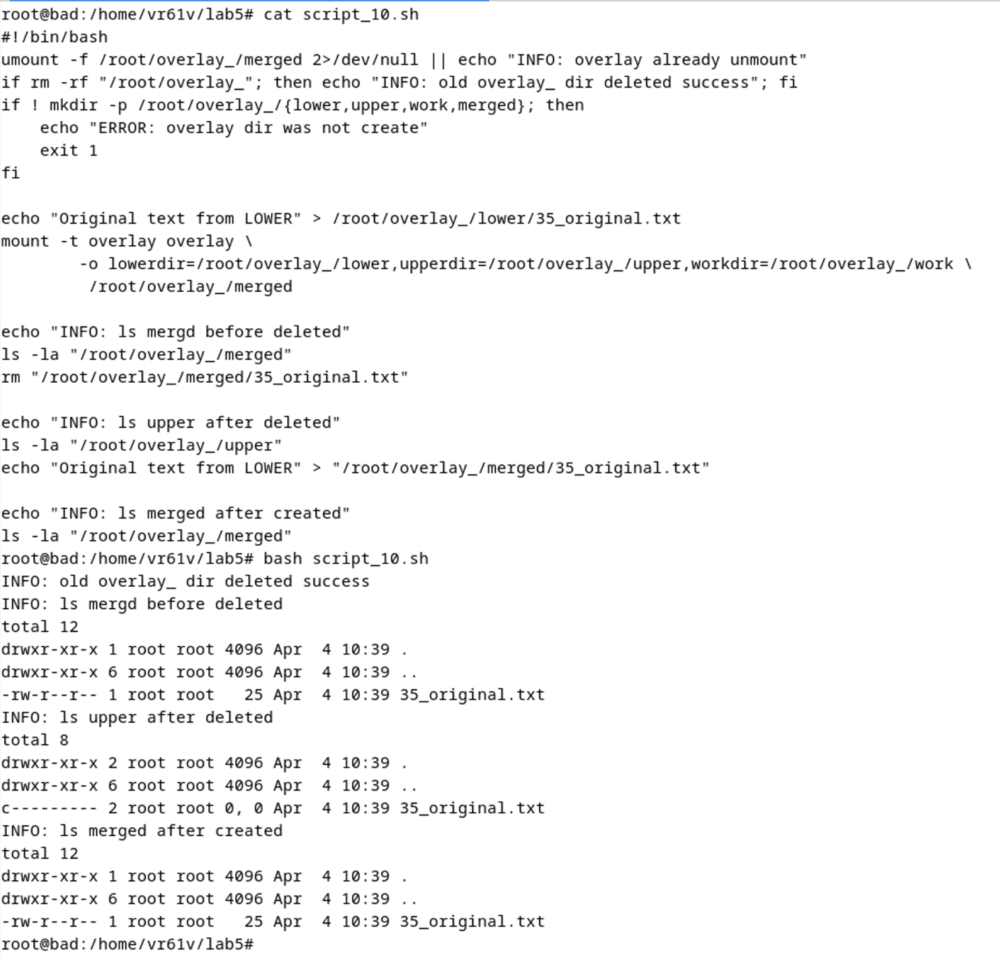 root@bad:/home/vr61v/lab5# cat script_10.sh
#!/bin/bash
umount -f /root/overlay_/merged 2>/dev/null || echo "INFO: overlay already unmount"
if rm -rf "/root/overlay_"; then echo "INFO: old overlay_ dir deleted success"; fi
if ! mkdir -p /root/overlay_/{lower,upper,work,merged}; then
    echo "ERROR: overlay dir was not create"
    exit 1
fi

echo "Original text from LOWER" > /root/overlay_/lower/35_original.txt
mount -t overlay overlay \
        -o lowerdir=/root/overlay_/lower,upperdir=/root/overlay_/upper,workdir=/root/overlay_/work \
         /root/overlay_/merged

echo "INFO: ls mergd before deleted"
ls -la "/root/overlay_/merged"
rm "/root/overlay_/merged/35_original.txt"

echo "INFO: ls upper after deleted"
ls -la "/root/overlay_/upper"
echo "Original text from LOWER" > "/root/overlay_/merged/35_original.txt"

echo "INFO: ls merged after created"
ls -la "/root/overlay_/merged"
root@bad:/home/vr61v/lab5# bash script_10.sh
INFO: old overlay_ dir deleted success
INFO: ls mergd before deleted
total 12
drwxr-xr-x 1 root root 4096 Apr  4 10:39 .
drwxr-xr-x 6 root root 4096 Apr  4 10:39 ..
-rw-r--r-- 1 root root   25 Apr  4 10:39 35_original.txt
INFO: ls upper after deleted
total 8
drwxr-xr-x 2 root root 4096 Apr  4 10:39 .
drwxr-xr-x 6 root root 4096 Apr  4 10:39 ..
c--------- 2 root root 0, 0 Apr  4 10:39 35_original.txt
INFO: ls merged after created
total 12
drwxr-xr-x 1 root root 4096 Apr  4 10:39 .
drwxr-xr-x 6 root root 4096 Apr  4 10:39 ..
-rw-r--r-- 1 root root   25 Apr  4 10:39 35_original.txt
root@bad:/home/vr61v/lab5#